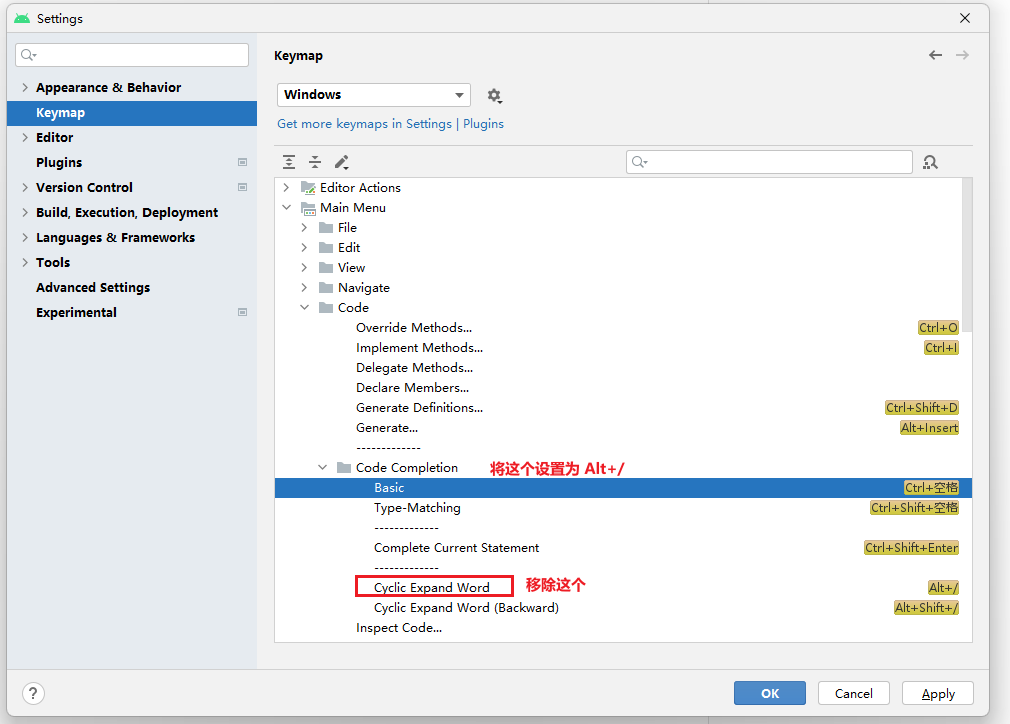 Settings
Keymap
Appearance & Behavior
Keymap
Editor
Plugins
Version Control
Build, Execution, Deployment
Languages & Frameworks
Tools
Advanced Settings
Experimental
Windows
Get more keymaps in Settings | Plugins
Editor Actions
Main Menu
File
Edit
View
Navigate
Code
Override Methods... Ctrl+O
Implement Methods... Ctrl+I
Delegate Methods...
Declare Members...
Generate Definitions... Ctrl+Shift+D
Generate... Alt+Insert
-------------
Code Completion 将这个设置为 Alt+/
Basic Ctrl+空格
Type-Matching Ctrl+Shift+空格
-------------
Complete Current Statement Ctrl+Shift+Enter
-------------
Cyclic Expand Word 移除这个 Alt+/
Cyclic Expand Word (Backward) Alt+Shift+/
Inspect Code...
?
OK
Cancel
Apply